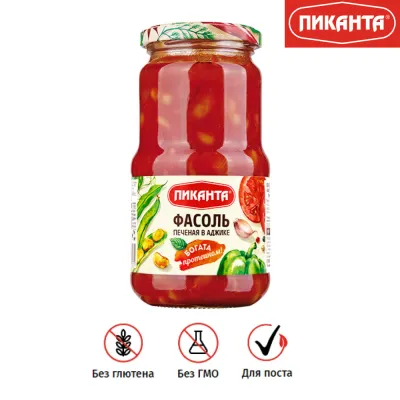 ПИКАНТА®
ПИКАНТА®
ФАСОЛЬ
ПЕЧЕНАЯ В АДЖИКЕ
БОГАТА
протеином!
Без глютена
Без ГМО
Для поста